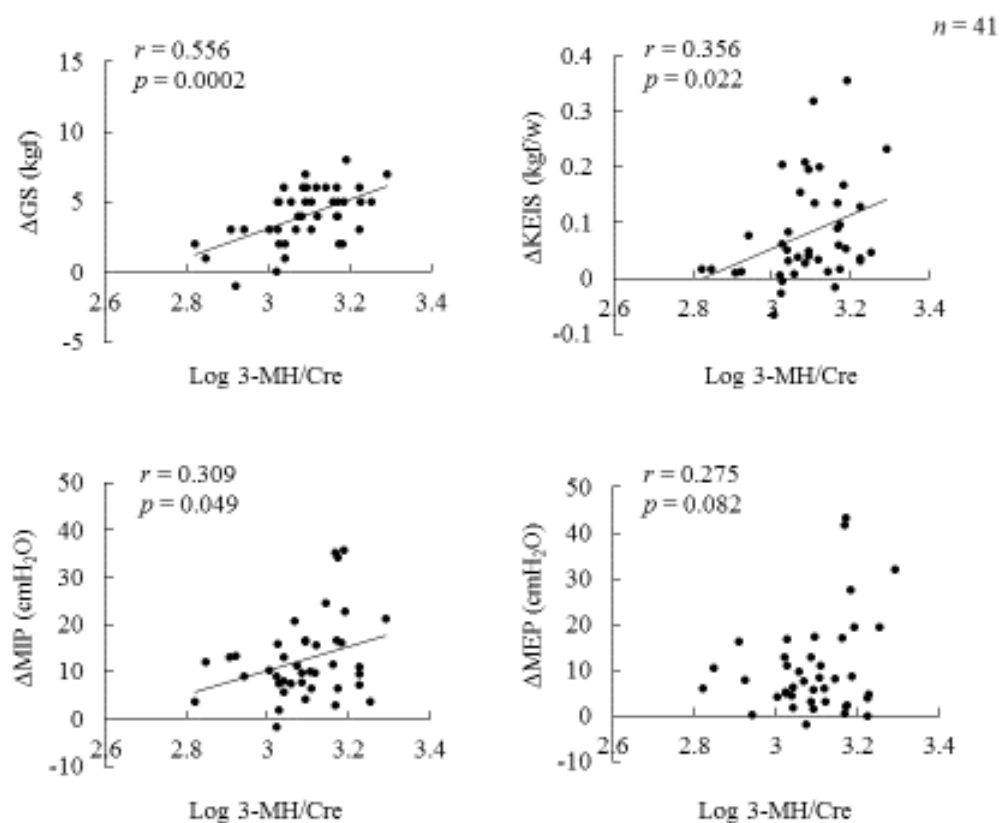 n = 41
r = 0.556
p = 0.0002
15
10
5
0
-5
2.6
2.8
3
3.2
3.4
ΔGS (kgf)
Log 3-MH/Cre
r = 0.356
p = 0.022
0.4
0.3
0.2
0.1
0
-0.1
2.6
2.8
3
3.2
3.4
ΔKEIS (kgf/w)
Log 3-MH/Cre
r = 0.309
p = 0.049
50
40
30
20
10
0
-10
2.6
2.8
3
3.2
3.4
ΔMIP (cmH₂O)
Log 3-MH/Cre
r = 0.275
p = 0.082
50
40
30
20
10
0
-10
2.6
2.8
3
3.2
3.4
ΔMEP (cmH₂O)
Log 3-MH/Cre